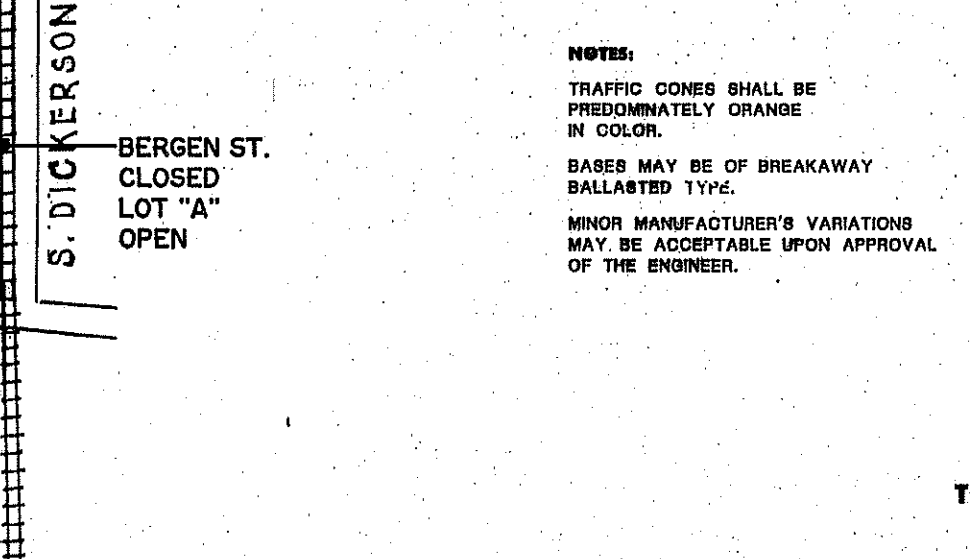 S. DICKERSON
BERGEN ST.
CLOSED
LOT "A"
OPEN
NOTES:
TRAFFIC CONES SHALL BE
PREDOMINATELY ORANGE
IN COLOR.
BASES MAY BE OF BREAKAWAY
BALLASTED TYPE.
MINOR MANUFACTURER'S VARIATIONS
MAY BE ACCEPTABLE UPON APPROVAL
OF THE ENGINEER.
T